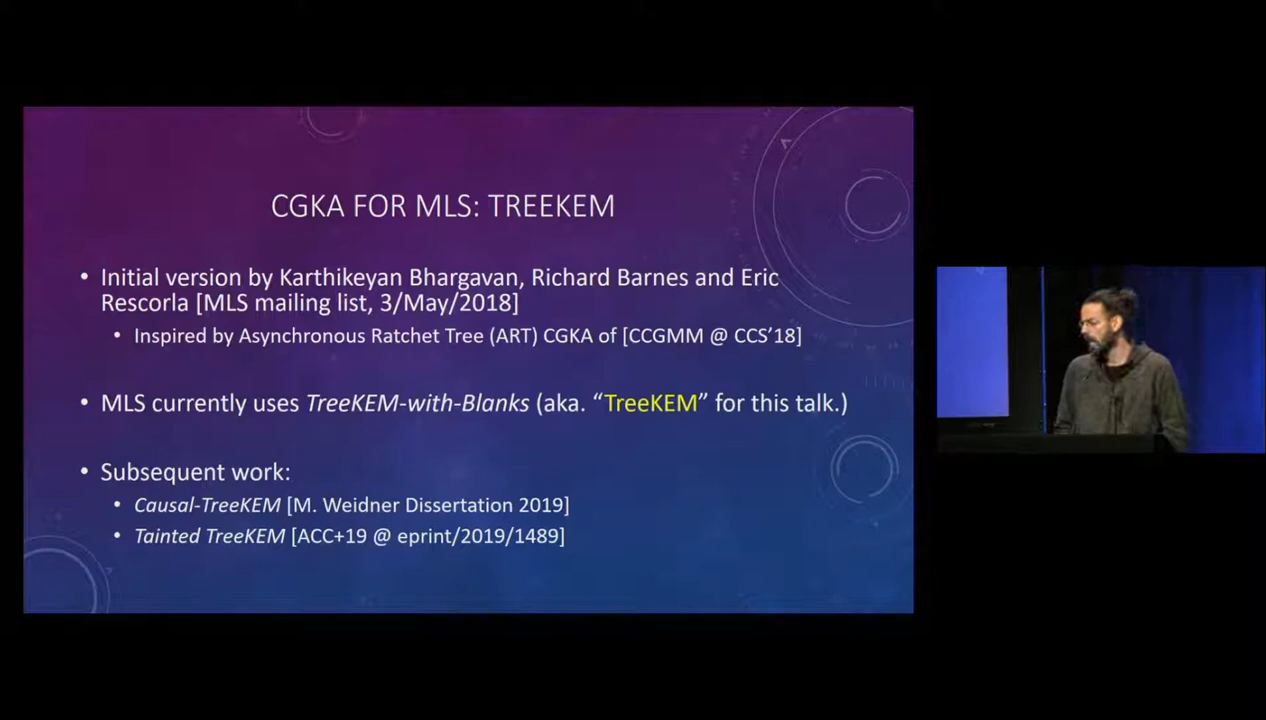 CGKA FOR MLS: TREEKEM
• Initial version by Karthikeyan Bhargavan, Richard Barnes and Eric
Rescorla [MLS mailing list, 3/May/2018]
• Inspired by Asynchronous Ratchet Tree (ART) CGKA of [CCGMM @ CCS’18]
• MLS currently uses TreeKEM-with-Blanks (aka. “TreeKEM” for this talk.)
• Subsequent work:
• Causal-TreeKEM [M. Weidner Dissertation 2019]
• Tainted TreeKEM [ACC+19 @ eprint/2019/1489]